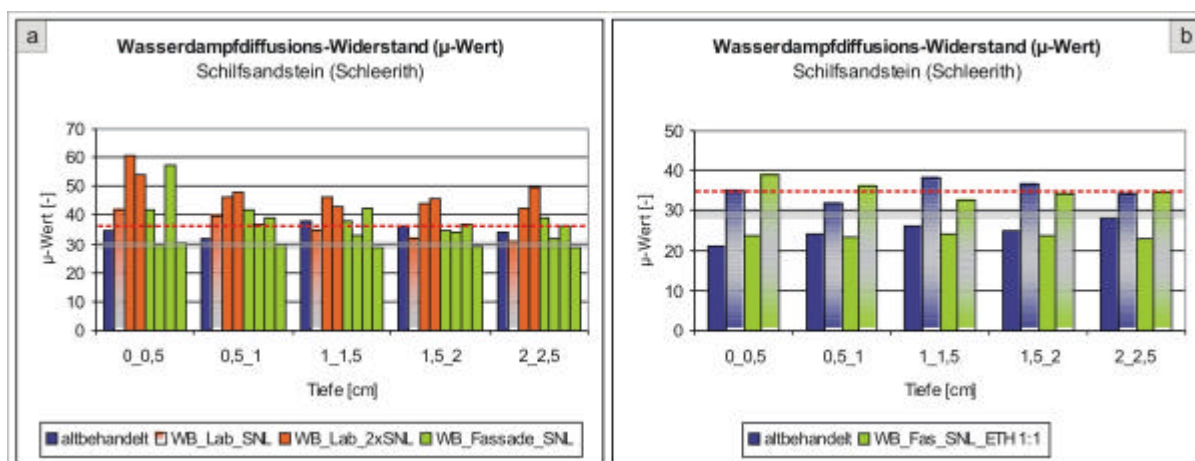 a
Wasserdampfdiffusions-Widerstand (µ-Wert)
Schilfsandstein (Schleerith)
µ-Wert [-]
70
60
50
40
30
20
10
0
0_0,5
0,5_1
1_1,5
1,5_2
2_2,5
Tiefe [cm]
altbehandelt
WB_Lab_SNL
WB_Lab_2xSNL
WB_Fassade_SNL
b
Wasserdampfdiffusions-Widerstand (µ-Wert)
Schilfsandstein (Schleerith)
µ-Wert [-]
50
40
30
20
10
0
0_0,5
0,5_1
1_1,5
1,5_2
2_2,5
Tiefe [cm]
altbehandelt
WB_Fas_SNL_ETH 1:1